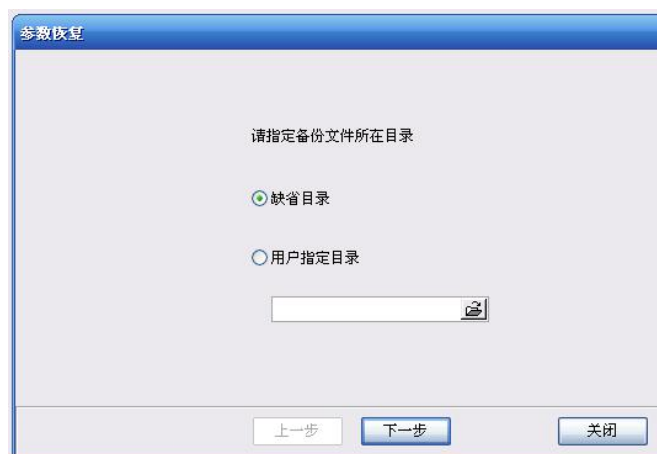 参数恢复
请指定备份文件所在目录
缺省目录
用户指定目录
上一步 下一步 关闭